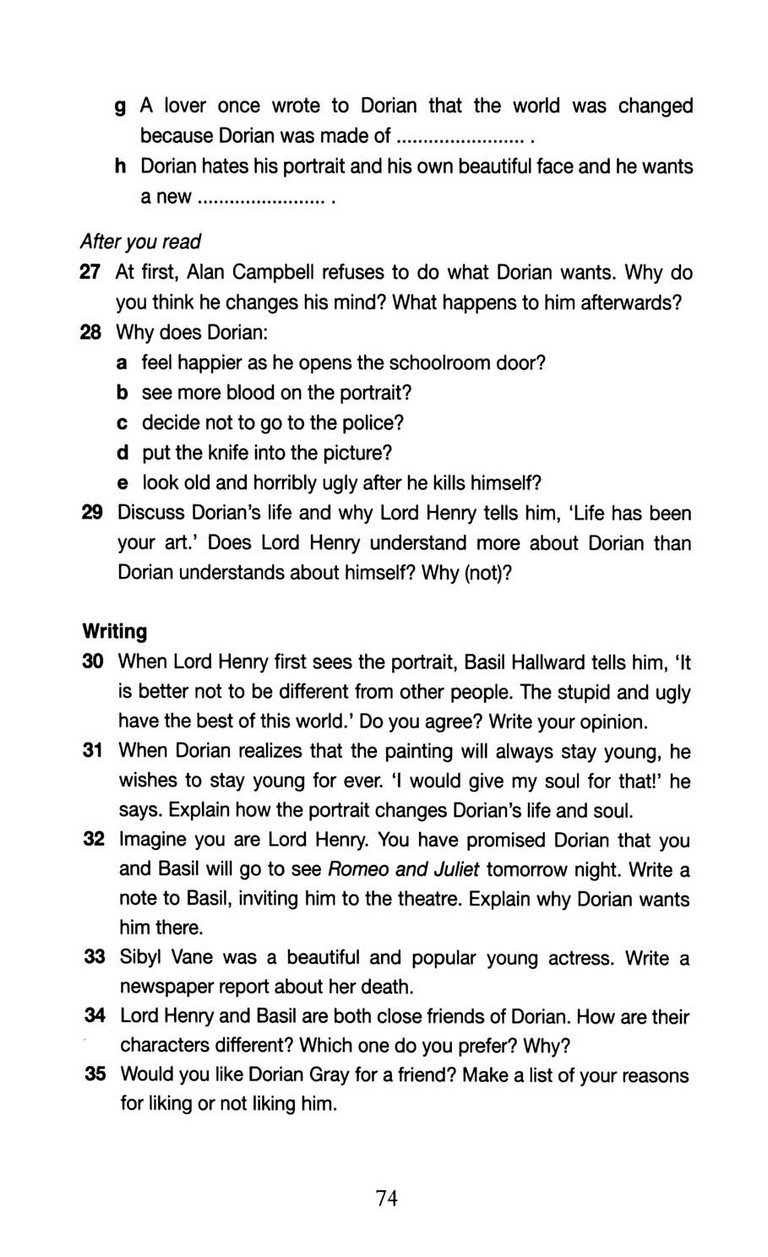 g A lover once wrote to Dorian that the world was changed
because Dorian was made of ........................ .
h Dorian hates his portrait and his own beautiful face and he wants
a new ........................ .
After you read
27 At first, Alan Campbell refuses to do what Dorian wants. Why do
you think he changes his mind? What happens to him afterwards?
28 Why does Dorian:
a feel happier as he opens the schoolroom door?
b see more blood on the portrait?
c decide not to go to the police?
d put the knife into the picture?
e look old and horribly ugly after he kills himself?
29 Discuss Dorian's life and why Lord Henry tells him, 'Life has been
your art.' Does Lord Henry understand more about Dorian than
Dorian understands about himself? Why (not)?
Writing
30 When Lord Henry first sees the portrait, Basil Hallward tells him, 'It
is better not to be different from other people. The stupid and ugly
have the best of this world.' Do you agree? Write your opinion.
31 When Dorian realizes that the painting will always stay young, he
wishes to stay young for ever. 'I would give my soul for that!' he
says. Explain how the portrait changes Dorian's life and soul.
32 Imagine you are Lord Henry. You have promised Dorian that you
and Basil will go to see Romeo and Juliet tomorrow night. Write a
note to Basil, inviting him to the theatre. Explain why Dorian wants
him there.
33 Sibyl Vane was a beautiful and popular young actress. Write a
newspaper report about her death.
34 Lord Henry and Basil are both close friends of Dorian. How are their
characters different? Which one do you prefer? Why?
35 Would you like Dorian Gray for a friend? Make a list of your reasons
for liking or not liking him.
74